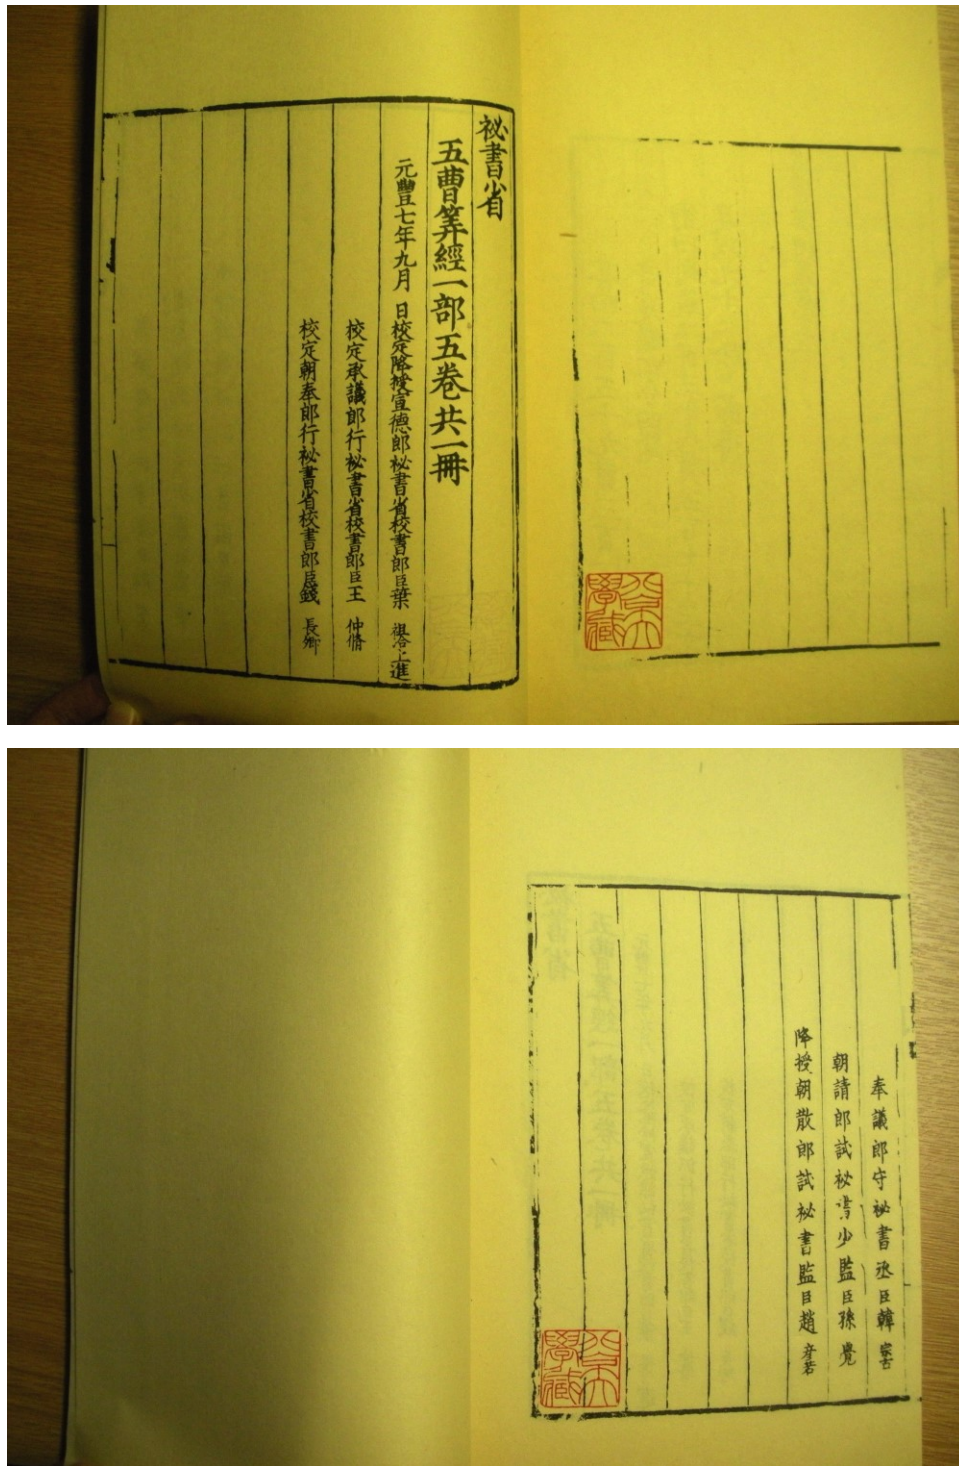 祕書省
五曹筭經一部五卷共一冊
元豐七年九月 日校定降授宣德郎祕書省校書郎臣葉 祖洽上進
校定承議郎行祕書省校書郎臣王 仲脩
校定朝奉郎行祕書省校書郎臣錢 長卿
奉議郎守祕書丞臣韓 宗古
朝請郎試祕書少監臣孫 覺
降授朝散郎試祕書監臣趙 彥若